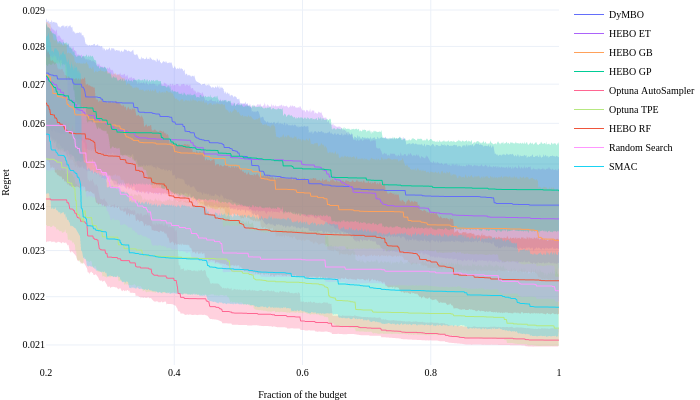 0.029
0.028
0.027
0.026
0.025
0.024
0.023
0.022
0.021
Regret
0.2
0.4
0.6
0.8
1
Fraction of the budget
DyMBO
HEBO ET
HEBO GB
HEBO GP
Optuna AutoSampler
Optuna TPE
HEBO RF
Random Search
SMAC